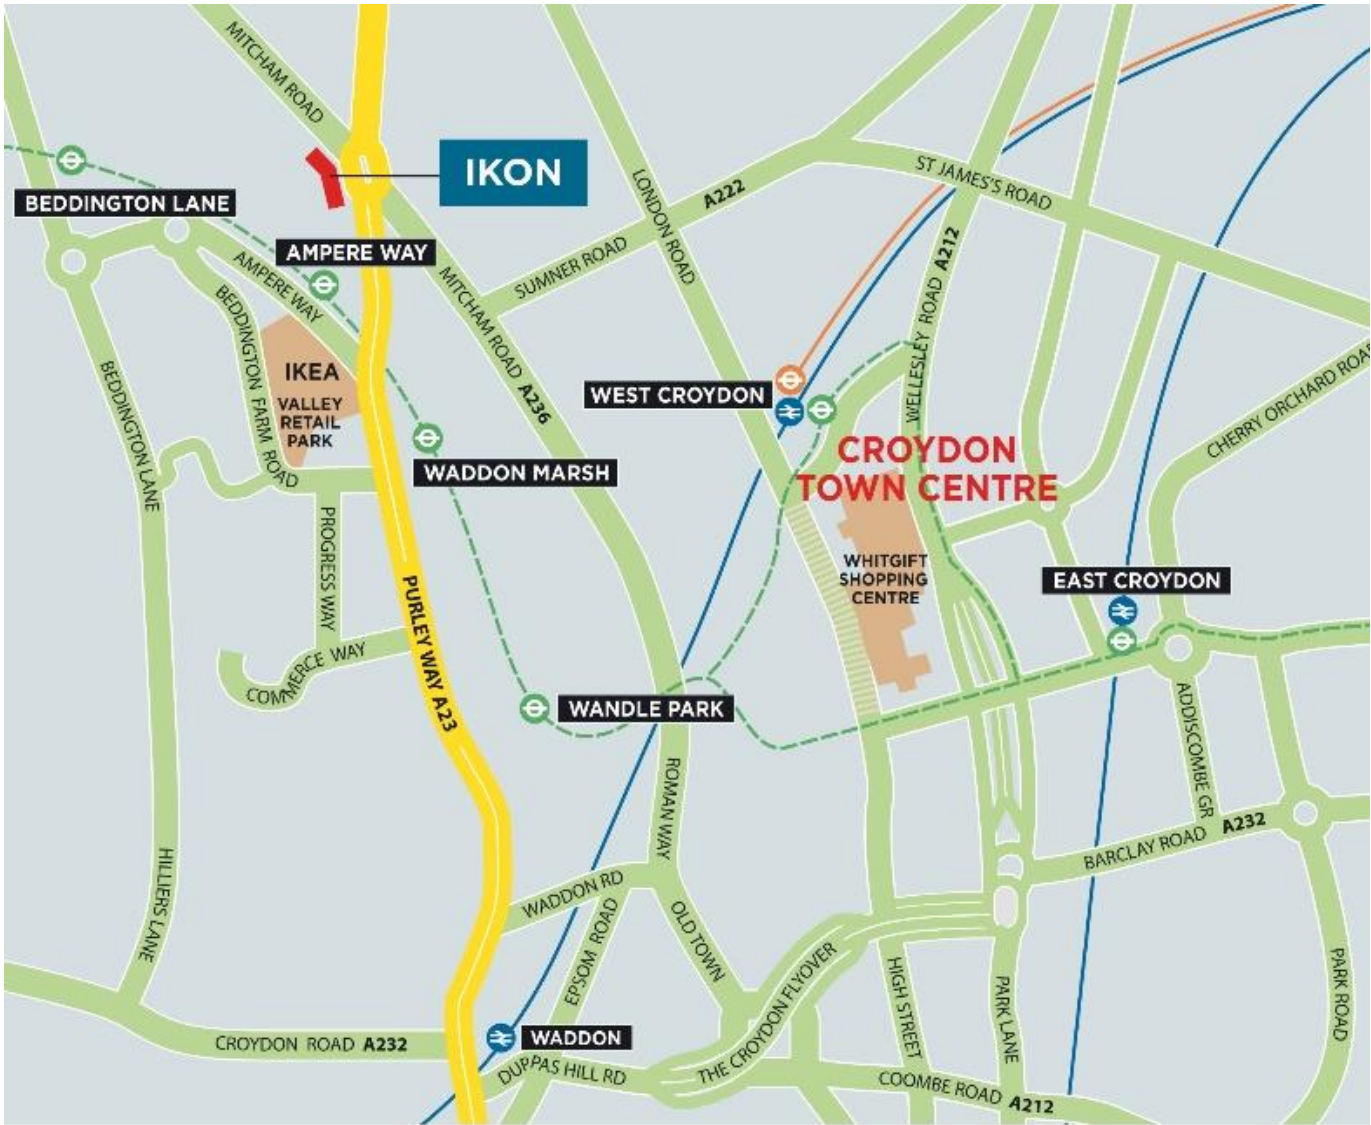 MITCHAM ROAD
IKON
BEDDINGTON LANE
AMPERE WAY
AMPERE WAY
BEDDINGTON FARM ROAD
MITCHAM ROAD A236
SUMNER ROAD
A222
LONDON ROAD
ST JAMES'S ROAD
WELLESLEY ROAD A212
CHERRY ORCHARD ROAD
IKEA
VALLEY
RETAIL
PARK
BEDDINGTON LANE
WEST CROYDON
CROYDON
TOWN CENTRE
WADDON MARSH
PROGRESS WAY
COMMERCE WAY
PURLEY WAY A23
WHITGIFT
SHOPPING
CENTRE
EAST CROYDON
WANDLE PARK
ADDISCOMBE GR
ROMAN WAY
BARCLAY ROAD A232
HILLIERS LANE
WADDON RD
EPSOM ROAD
OLD TOWN
THE CROYDON FLYOVER
HIGH STREET
PARK LANE
PARK ROAD
CROYDON ROAD A232
WADDON
DUPPAS HILL RD
COOMBE ROAD A212